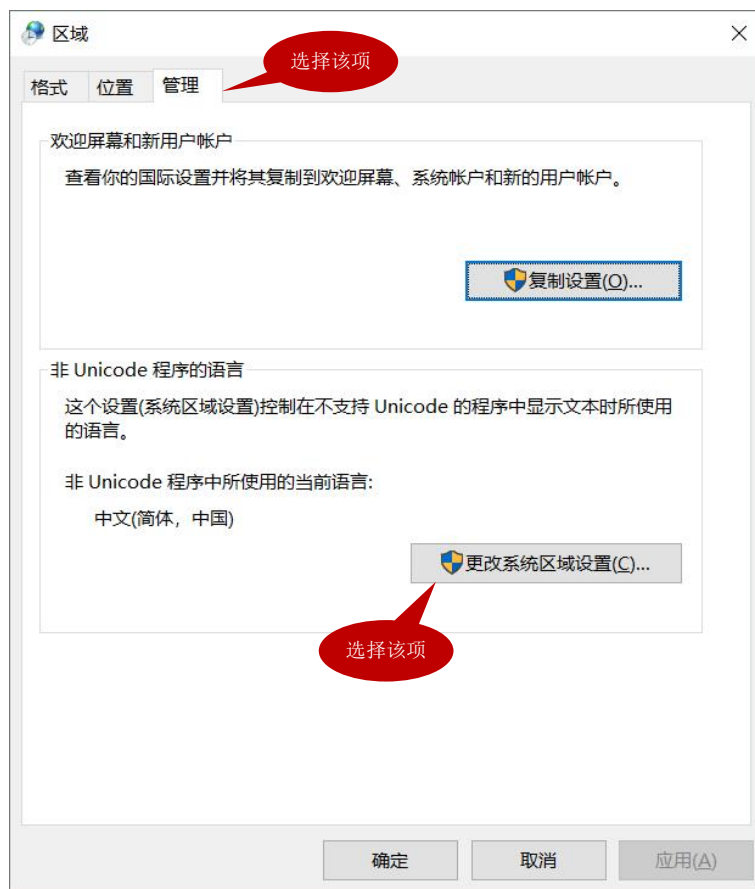 区域
选择该项
格式 位置 管理
欢迎屏幕和新用户帐户
查看你的国际设置并将其复制到欢迎屏幕、系统帐户和新的用户帐户。
复制设置(O)...
非 Unicode 程序的语言
这个设置(系统区域设置)控制在不支持 Unicode 的程序中显示文本时所使用
的语言。
非 Unicode 程序中所使用的当前语言:
中文(简体，中国)
更改系统区域设置(C)...
选择该项
确定 取消 应用(A)